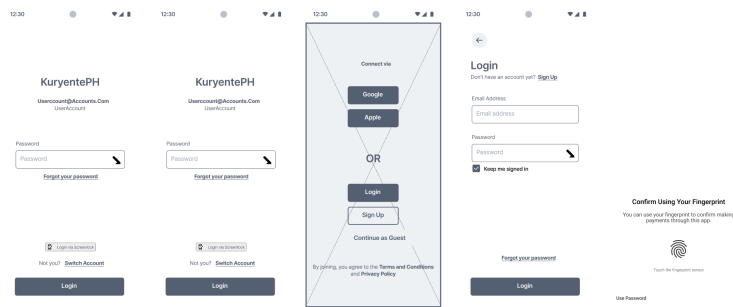 12:30
KuryentePH
Userccount@Accounts.Com
UserAccount
Password
Password
Forgot your password
Login via Screenlock
Not you? Switch Account
Login
12:30
KuryentePH
Userccount@Accounts.Com
UserAccount
Password
Password
Forgot your password
Login via Screenlock
Not you? Switch Account
Login
12:30
Connect via
Google
Apple
OR
Login
Sign Up
Continue as Guest
By joining, you agree to the Terms and Conditions
and Privacy Policy
12:30
Login
Don't have an account yet? Sign Up
Email Address
Email address
Password
Password
Keep me signed in
Forgot your password
Login
Confirm Using Your Fingerprint
You can use your fingerprint to confirm making
payments through this app.
Touch the fingerprint sensor
Use Password